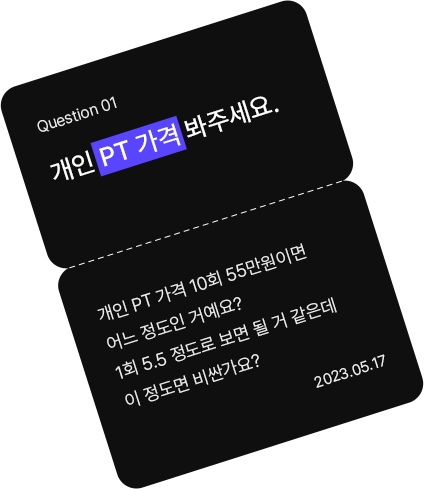 Question 01
개인 PT 가격 봐주세요.
개인 PT 가격 10회 55만원이면
어느 정도인 거예요?
1회 5.5 정도로 보면 될 거 같은데
이 정도면 비싼가요?
2023.05.17